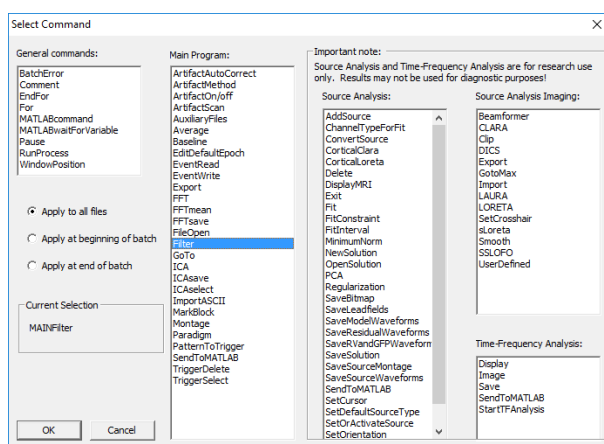 Select Command
General commands:
BatchError
Comment
EndFor
For
MATLABcommand
MATLABwaitForVariable
Pause
RunProcess
WindowPosition
Apply to all files
Apply at beginning of batch
Apply at end of batch
Current Selection
MAINFilter
OK
Cancel
Main Program:
ArtifactAutoCorrect
ArtifactMethod
ArtifactOn/off
ArtifactScan
AuxiliaryFiles
Average
Baseline
EditDefaultEpoch
EventRead
EventWrite
Export
FFT
FFTmean
FFTsave
FileOpen
Filter
GoTo
ICA
ICAsave
ICAselect
ImportASCII
MarkBlock
Montage
Paradigm
PatternToTrigger
SendToMATLAB
TriggerDelete
TriggerSelect
Important note:
Source Analysis and Time-Frequency Analysis are for research use
only. Results may not be used for diagnostic purposes!
Source Analysis:
AddSource
ChannelTypeForFit
ConvertSource
CorticalClara
CorticalLoreta
Delete
DisplayMRI
Exit
Fit
FitConstraint
FitInterval
MinimumNorm
NewSolution
OpenSolution
PCA
Regularization
SaveBitmap
SaveLeadfields
SaveModelWaveforms
SaveResidualWaveforms
SaveRVandGFPWaveform
SaveSolution
SaveSourceMontage
SaveSourceWaveforms
SendToMATLAB
SetCursor
SetDefaultSourceType
SetOrActivateSource
SetOrientation
Source Analysis Imaging:
Beamformer
CLARA
Clip
DICS
Export
GotoMax
Import
LAURA
LORETA
SetCrosshair
sLoreta
Smooth
SSLOFO
UserDefined
Time-Frequency Analysis:
Display
Image
Save
SendToMATLAB
StartTFAnalysis